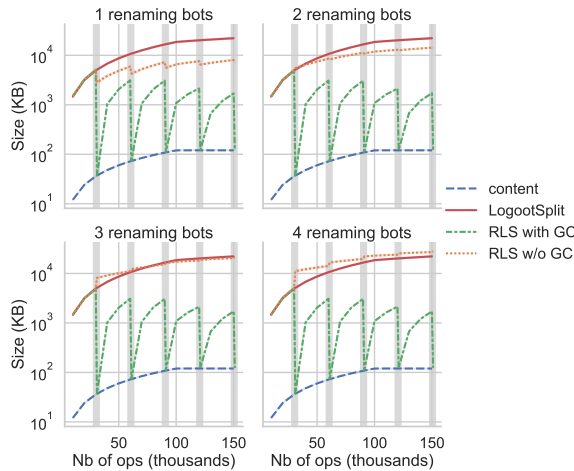 1 renaming bots
2 renaming bots
Size (KB)
10^4
10^3
10^2
10^1
content
LogootSplit
RLS with GC
RLS w/o GC
3 renaming bots
4 renaming bots
Size (KB)
10^4
10^3
10^2
10^1
50 100 150
50 100 150
Nb of ops (thousands)
Nb of ops (thousands)